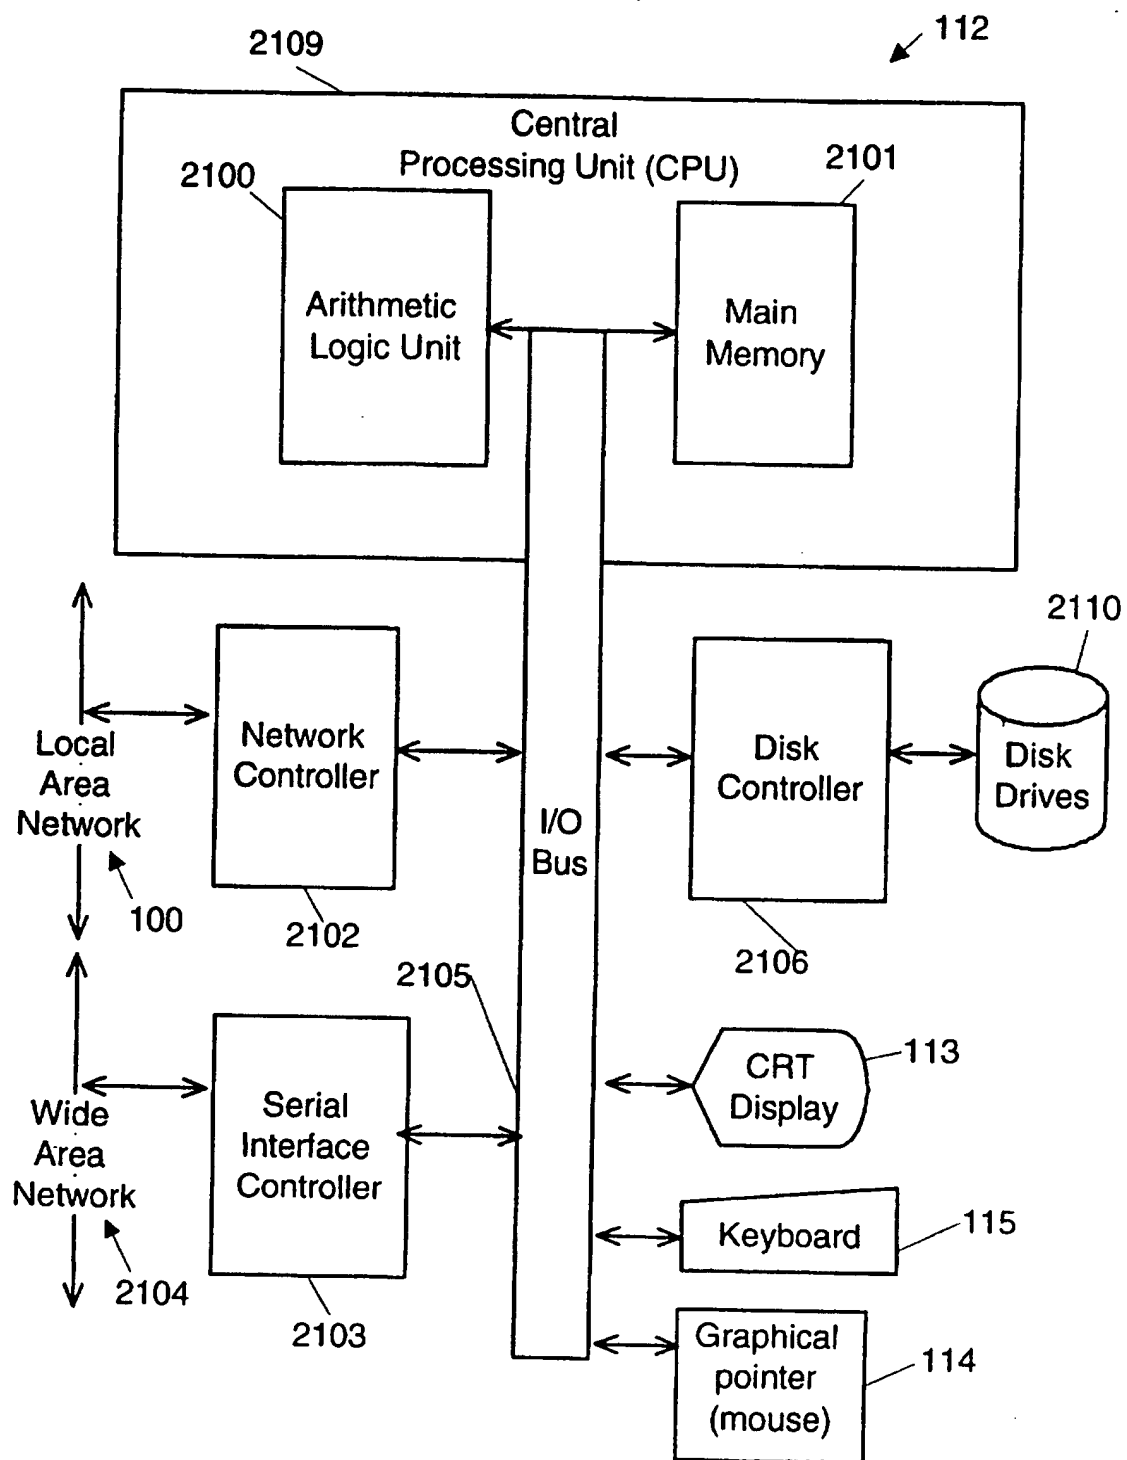 112
2109
Central
Processing Unit (CPU)
2100
2101
Arithmetic
Logic Unit
Main
Memory
2110
Local
Area
Network
100
Network
Controller
2102
I/O
Bus
Disk
Controller
2106
Disk
Drives
2105
Wide
Area
Network
2104
Serial
Interface
Controller
2103
CRT
Display
113
Keyboard
115
Graphical
pointer
(mouse)
114